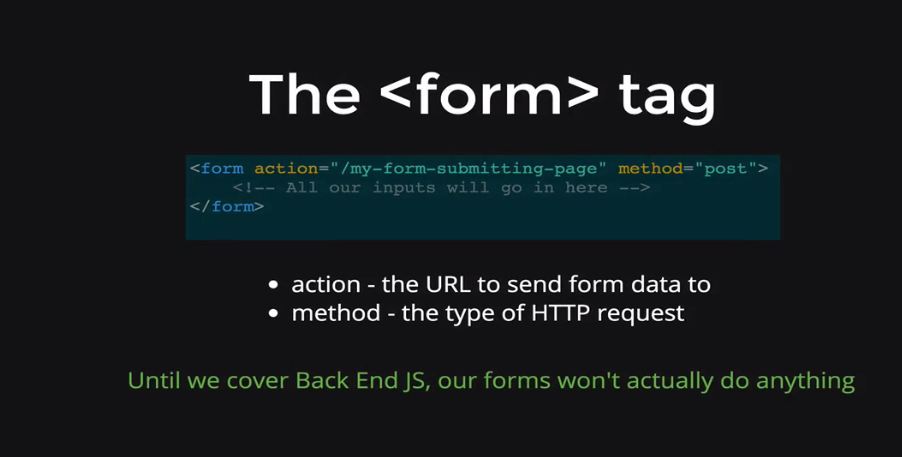 The <form> tag
<form action="/my-form-submitting-page" method="post">
<!-- All our inputs will go in here -->
</form>
• action - the URL to send form data to
• method - the type of HTTP request
Until we cover Back End JS, our forms won't actually do anything